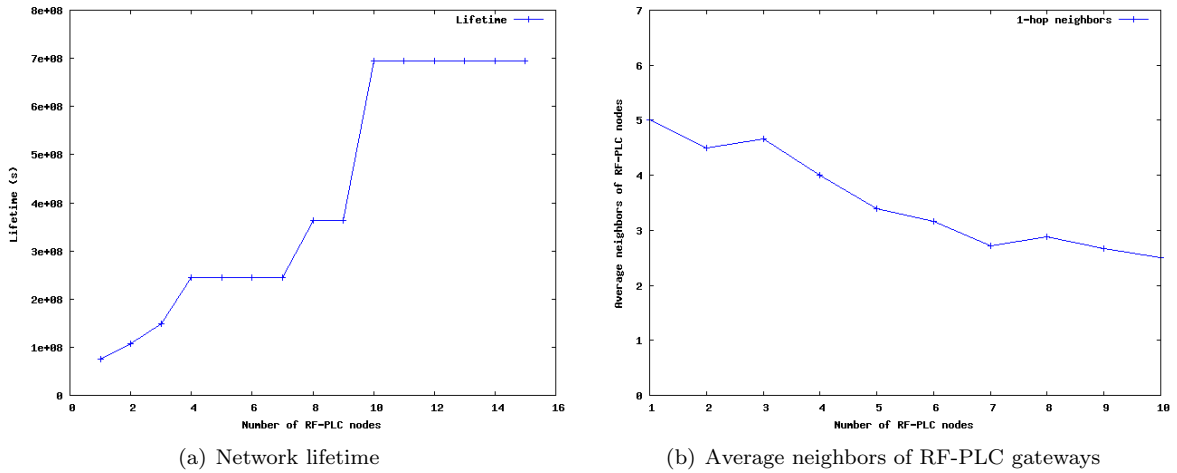 8e+08
7e+08
6e+08
5e+08
4e+08
3e+08
2e+08
1e+08
0
0 2 4 6 8 10 12 14 16
Lifetime (s)
Number of RF-PLC nodes
Lifetime
(a) Network lifetime
7
6
5
4
3
2
1
0
1 2 3 4 5 6 7 8 9 10
Average neighbors of RF-PLC nodes
Number of RF-PLC nodes
1-hop neighbors
(b) Average neighbors of RF-PLC gateways